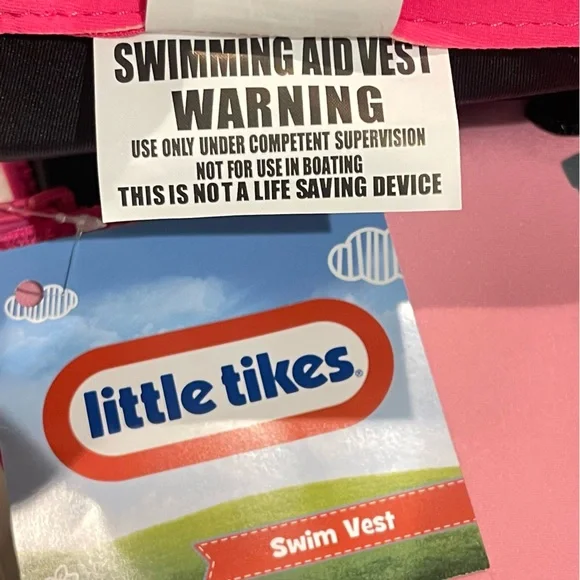 SWIMMING AID VEST
WARNING
USE ONLY UNDER COMPETENT SUPERVISION
NOT FOR USE IN BOATING
THIS IS NOT A LIFE SAVING DEVICE
little tikes®
Swim Vest